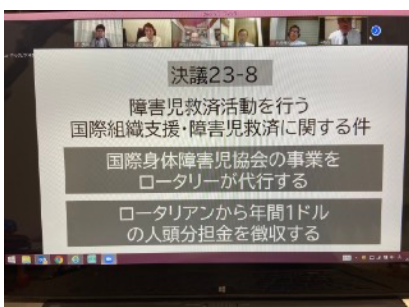 決議23-8
障害児救済活動を行う
国際組織支援・障害児救済に関する件
国際身体障害児協会の事業を
ロータリーが代行する
ロータリアンから年間1ドル
の人頭分担金を徴収する